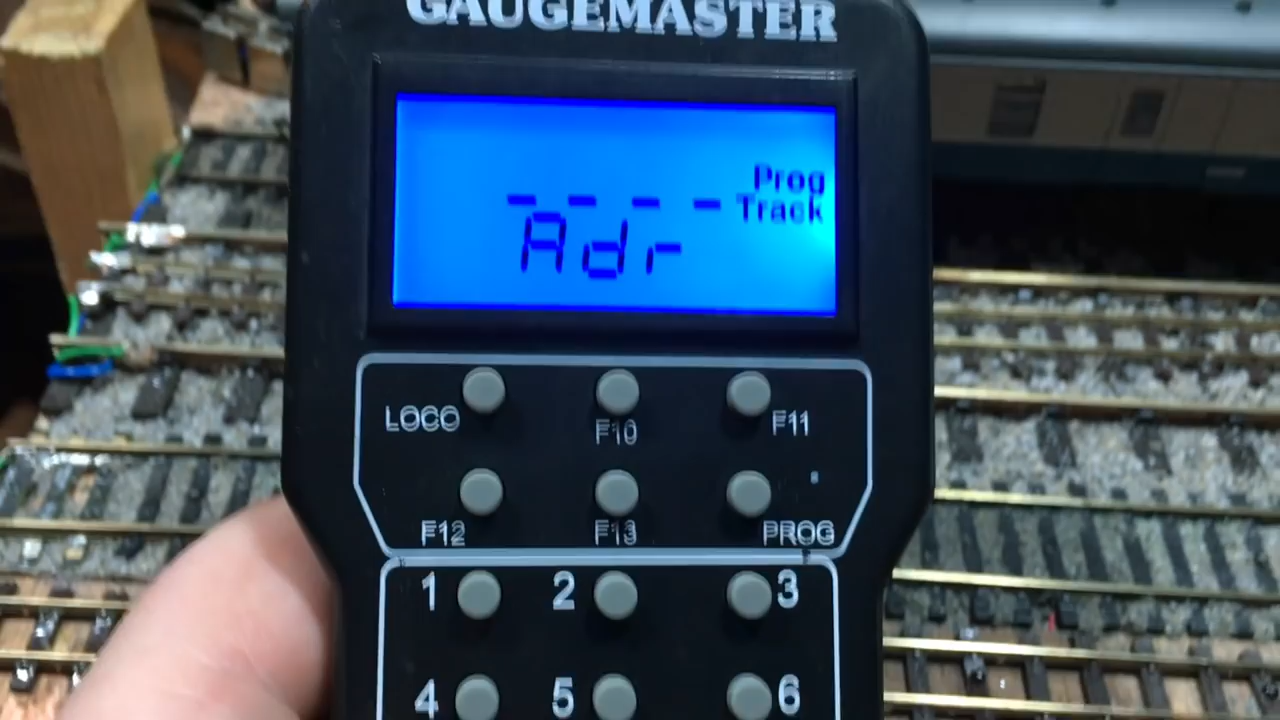 GAUGEMASTER
Prog
- - - - Track
Adr
LOCO
F10
F11
F12
F13
PROG
1 2 3
4 5 6